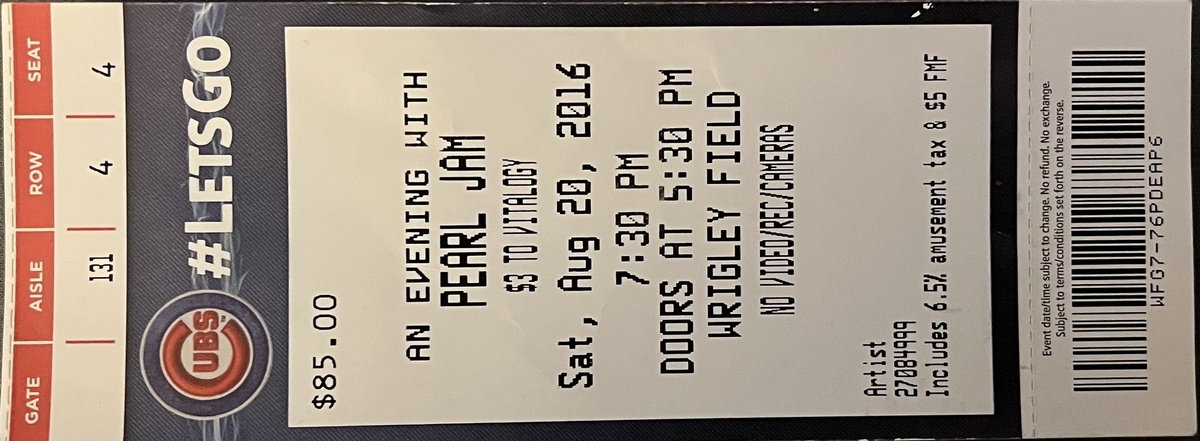 GATE AISLE ROW SEAT
131 4 4
CUBS
#LETSGO
$85.00
AN EVENING WITH
PEARL JAM
$3 TO VITALOGY
Sat, Aug 20, 2016
7:30 PM
DOORS AT 5:30 PM
WRIGLEY FIELD
NO VIDEO/REC/CAMERAS
Artist
27084999
Includes 6.5% amusement tax & $5 FMF
Event date/time subject to change. No refund. No exchange.
Subject to terms/conditions set forth on the reverse.
WFG7-76PDEAP6